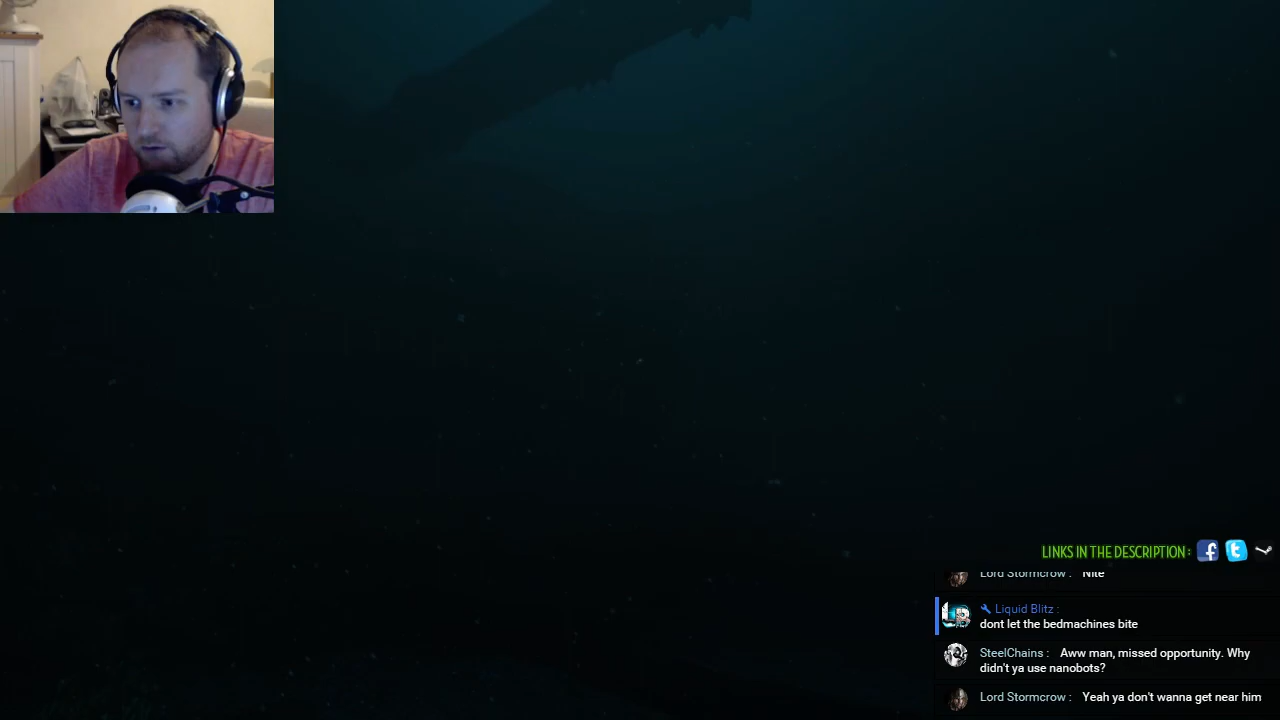 LINKS IN THE DESCRIPTION :
Lord Stormcrow : Nite
Liquid Blitz :
dont let the bedmachines bite
SteelChains : Aww man, missed opportunity. Why
didn't ya use nanobots?
Lord Stormcrow : Yeah ya don't wanna get near him